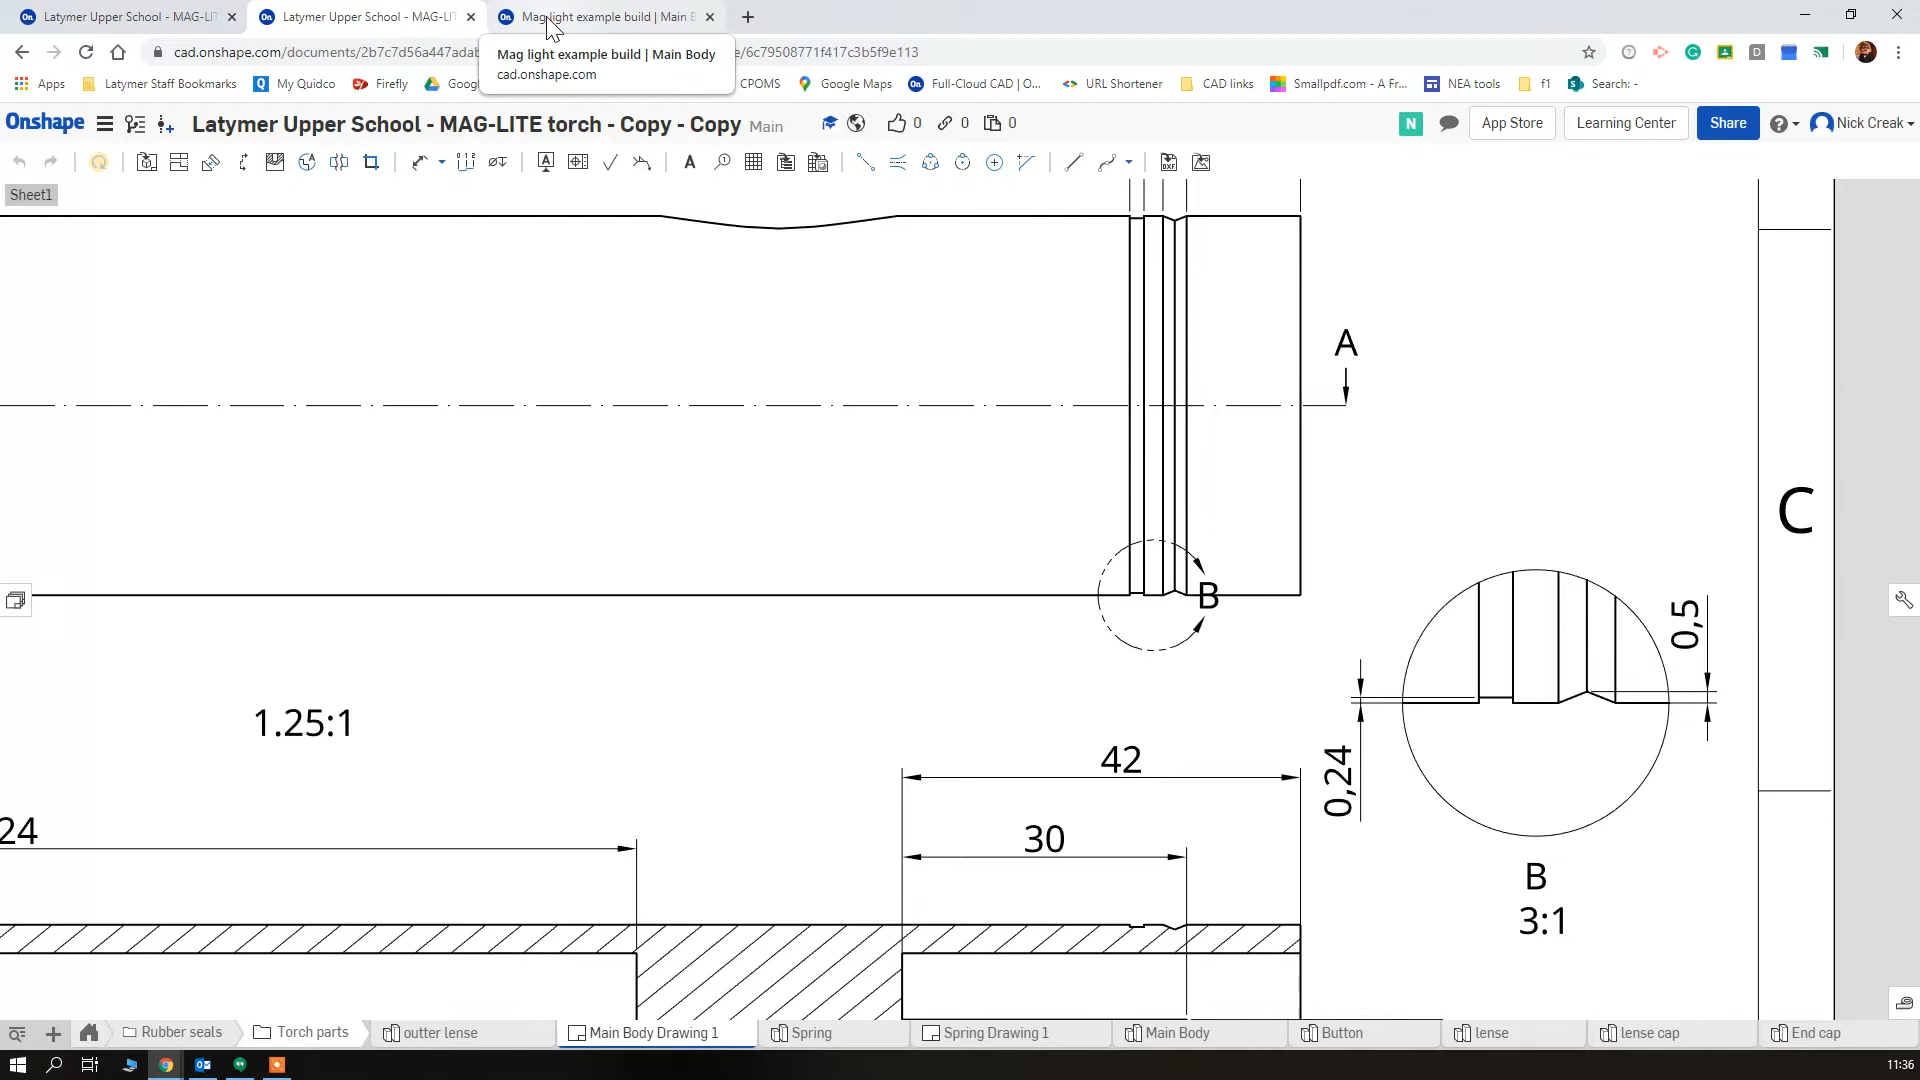 Latymer Upper School - MAG-LI
Latymer Upper School - MAG-LIT
Mag light example build | Main B
cad.onshape.com/documents/2b7c7d56a447adab
e/6c79508771f417c3b5f9e113
Mag light example build | Main Body
cad.onshape.com
Apps
Latymer Staff Bookmarks
My Quidco
Firefly
Goog
CPOMS
Google Maps
Full-Cloud CAD | O...
URL Shortener
CAD links
Smallpdf.com - A Fr...
NEA tools
f1
Search: -
Onshape
Latymer Upper School - MAG-LITE torch - Copy - Copy Main
0
0
0
N
App Store
Learning Center
Share
Nick Creak
Sheet1
A
C
B
0,5
1.25:1
42
0,24
24
30
B
3:1
Rubber seals
Torch parts
outter lense
Main Body Drawing 1
Spring
Spring Drawing 1
Main Body
Button
lense
lense cap
End cap
11:36